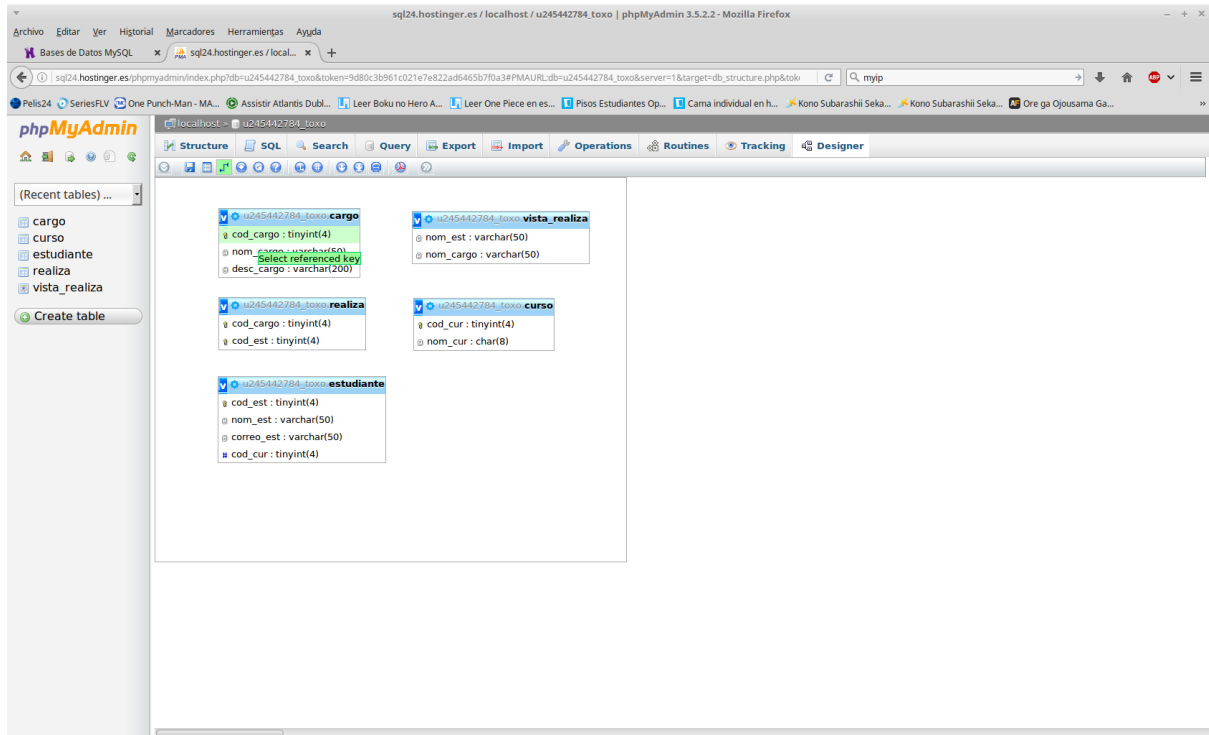 sql24.hostinger.es / localhost / u245442784_toxo | phpMyAdmin 3.5.2.2 - Mozilla Firefox
Archivo Editar Ver Historial Marcadores Herramientas Ayuda
Bases de Datos MySQL
sql24.hostinger.es / local...
sql24.hostinger.es/phpmyadmin/index.php?db=u245442784_toxo&token=9d80c3b961c021e7e822ad6465b7f0a3#PMAURL:db=u245442784_toxo&server=1&target=db_structure.php&tok
myip
ABP
Pelis24 SeriesFLV One Punch-Man - MA... Assistir Atlantis Dubl... Leer Boku no Hero A... Leer One Piece en es... Pisos Estudiantes Op... Cama individual en h... Kono Subarashii Seka... Kono Subarashii Seka... Ore ga Ojousama Ga...
phpMyAdmin
localhost » u245442784_toxo
Structure SQL Search Query Export Import Operations Routines Tracking Designer
(Recent tables) ...
cargo
curso
estudiante
realiza
vista_realiza
Create table
u245442784_toxo.cargo
cod_cargo : tinyint(4)
nom_cargo : varchar(50)
Select referenced key
desc_cargo : varchar(200)
u245442784_toxo.vista_realiza
nom_est : varchar(50)
nom_cargo : varchar(50)
u245442784_toxo.realiza
cod_cargo : tinyint(4)
cod_est : tinyint(4)
u245442784_toxo.curso
cod_cur : tinyint(4)
nom_cur : char(8)
u245442784_toxo.estudiante
cod_est : tinyint(4)
nom_est : varchar(50)
correo_est : varchar(50)
cod_cur : tinyint(4)